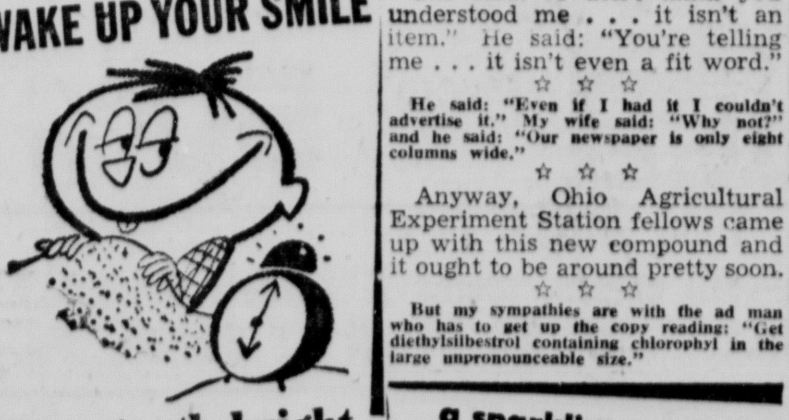 WAKE UP YOUR SMILE
understood me . . . it isn't an
item." He said: "You're telling
me . . . it isn't even a fit word."
He said: "Even if I had it I couldn't
advertise it." My wife said: "Why not?"
and he said: "Our newspaper is only eight
columns wide."
Anyway, Ohio Agricultural
Experiment Station fellows came
up with this new compound and
it ought to be around pretty soon.
But my sympathies are with the ad man
who has to get up the copy reading: "Get
diethylsilbestrol containing chlorophyl in the
large unpronounceable size."